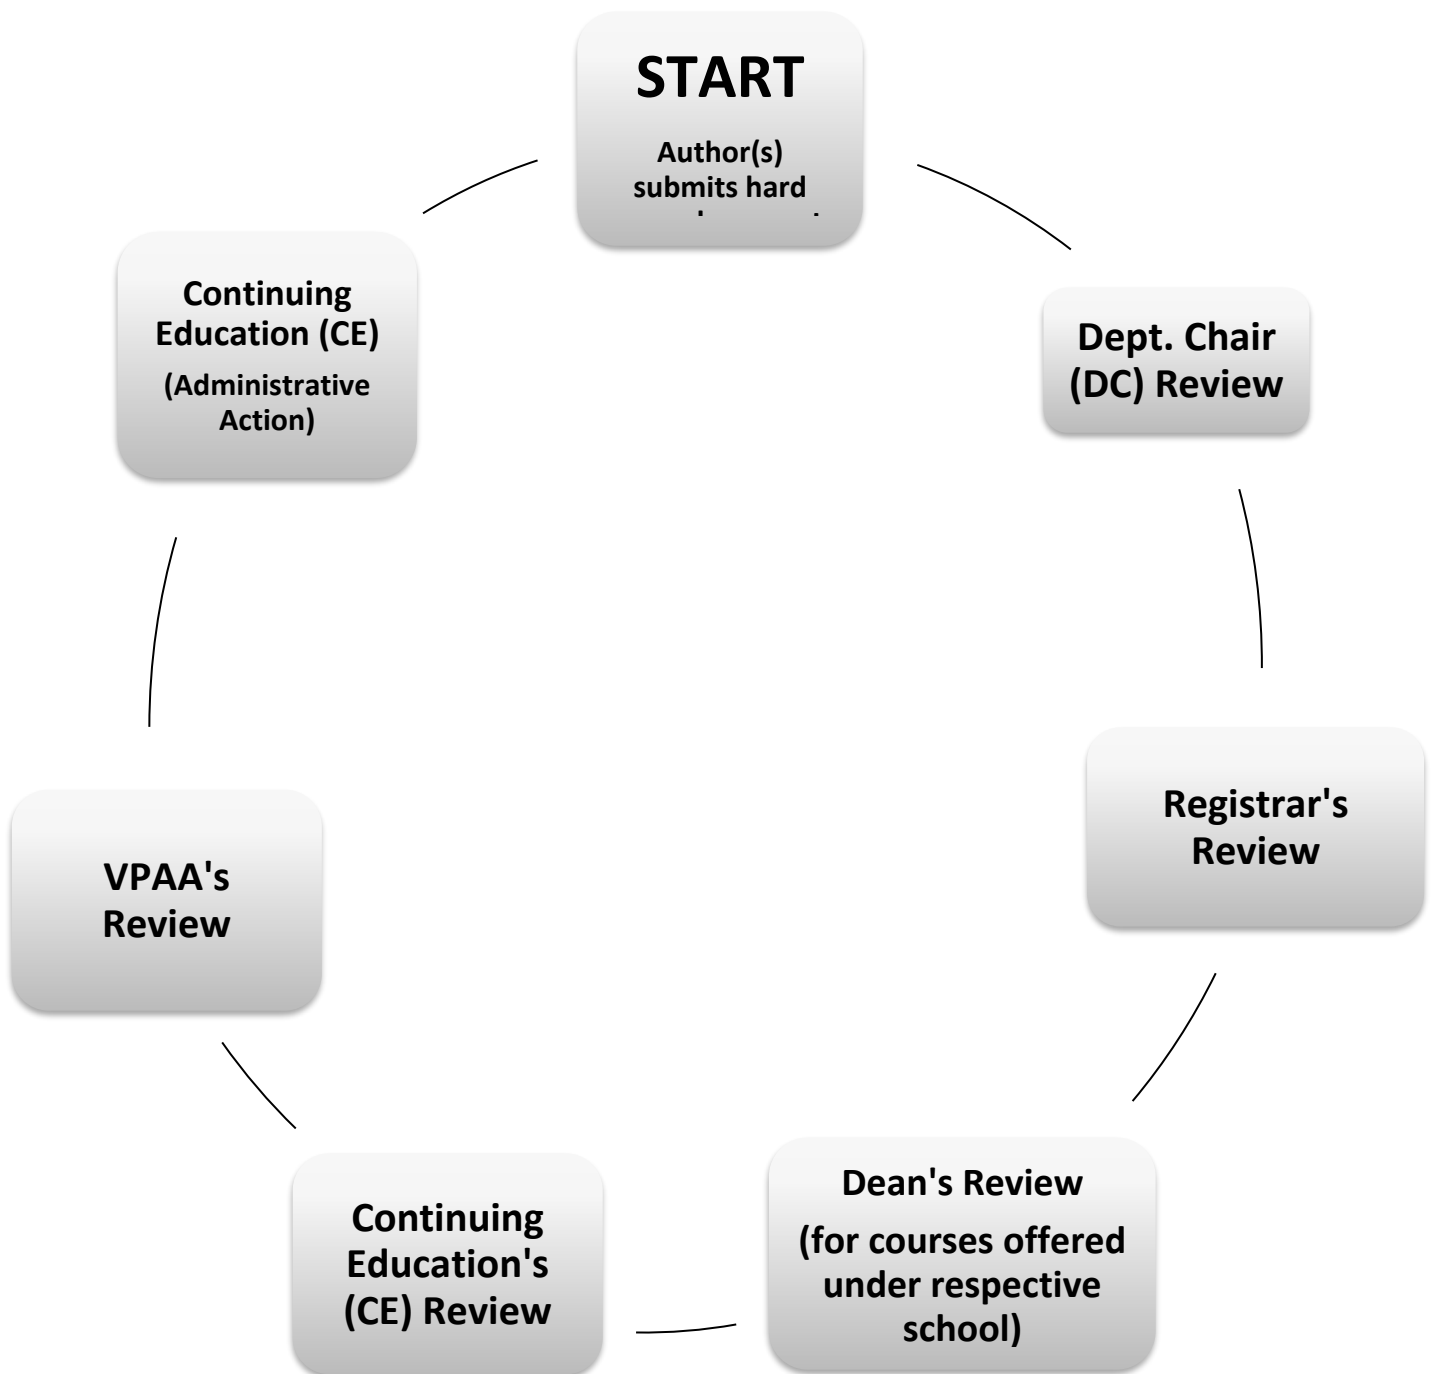 START
Author(s)
submits hard
Dept. Chair
(DC) Review
Registrar's
Review
Dean's Review
(for courses offered
under respective
school)
Continuing
Education's
(CE) Review
VPAA's
Review
Continuing
Education (CE)
(Administrative
Action)